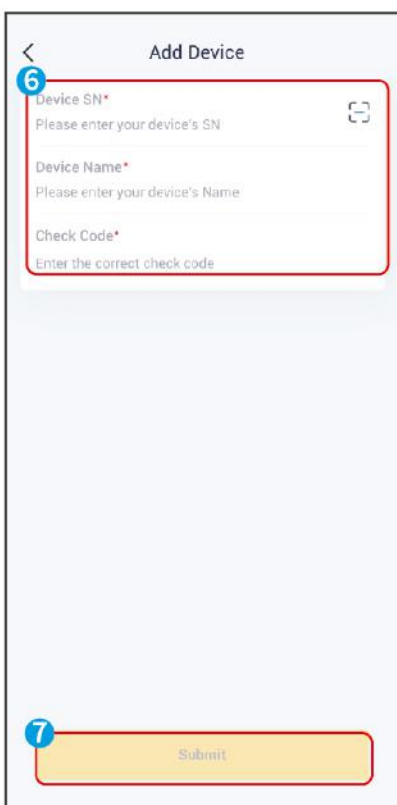 Add Device
6
Device SN*
Please enter your device's SN
Device Name*
Please enter your device's Name
Check Code*
Enter the correct check code
7
Submit